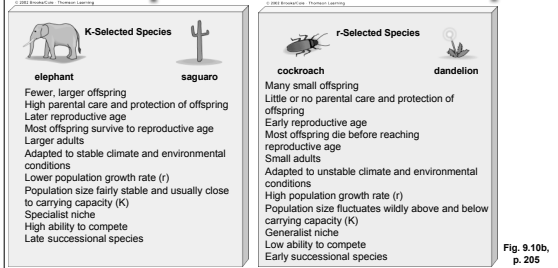 © 2003 Brooks/Cole - Thomson Learning
K-Selected Species
elephant
saguaro
Fewer, larger offspring
High parental care and protection of offspring
Later reproductive age
Most offspring survive to reproductive age
Larger adults
Adapted to stable climate and environmental
conditions
Lower population growth rate (r)
Population size fairly stable and usually close
to carrying capacity (K)
Specialist niche
High ability to compete
Late successional species
© 2003 Brooks/Cole - Thomson Learning
r-Selected Species
cockroach
dandelion
Many small offspring
Little or no parental care and protection of
offspring
Early reproductive age
Most offspring die before reaching
reproductive age
Small adults
Adapted to unstable climate and environmental
conditions
High population growth rate (r)
Population size fluctuates wildly above and below
carrying capacity (K)
Generalist niche
Low ability to compete
Early successional species
Fig. 9.10b,
p. 205